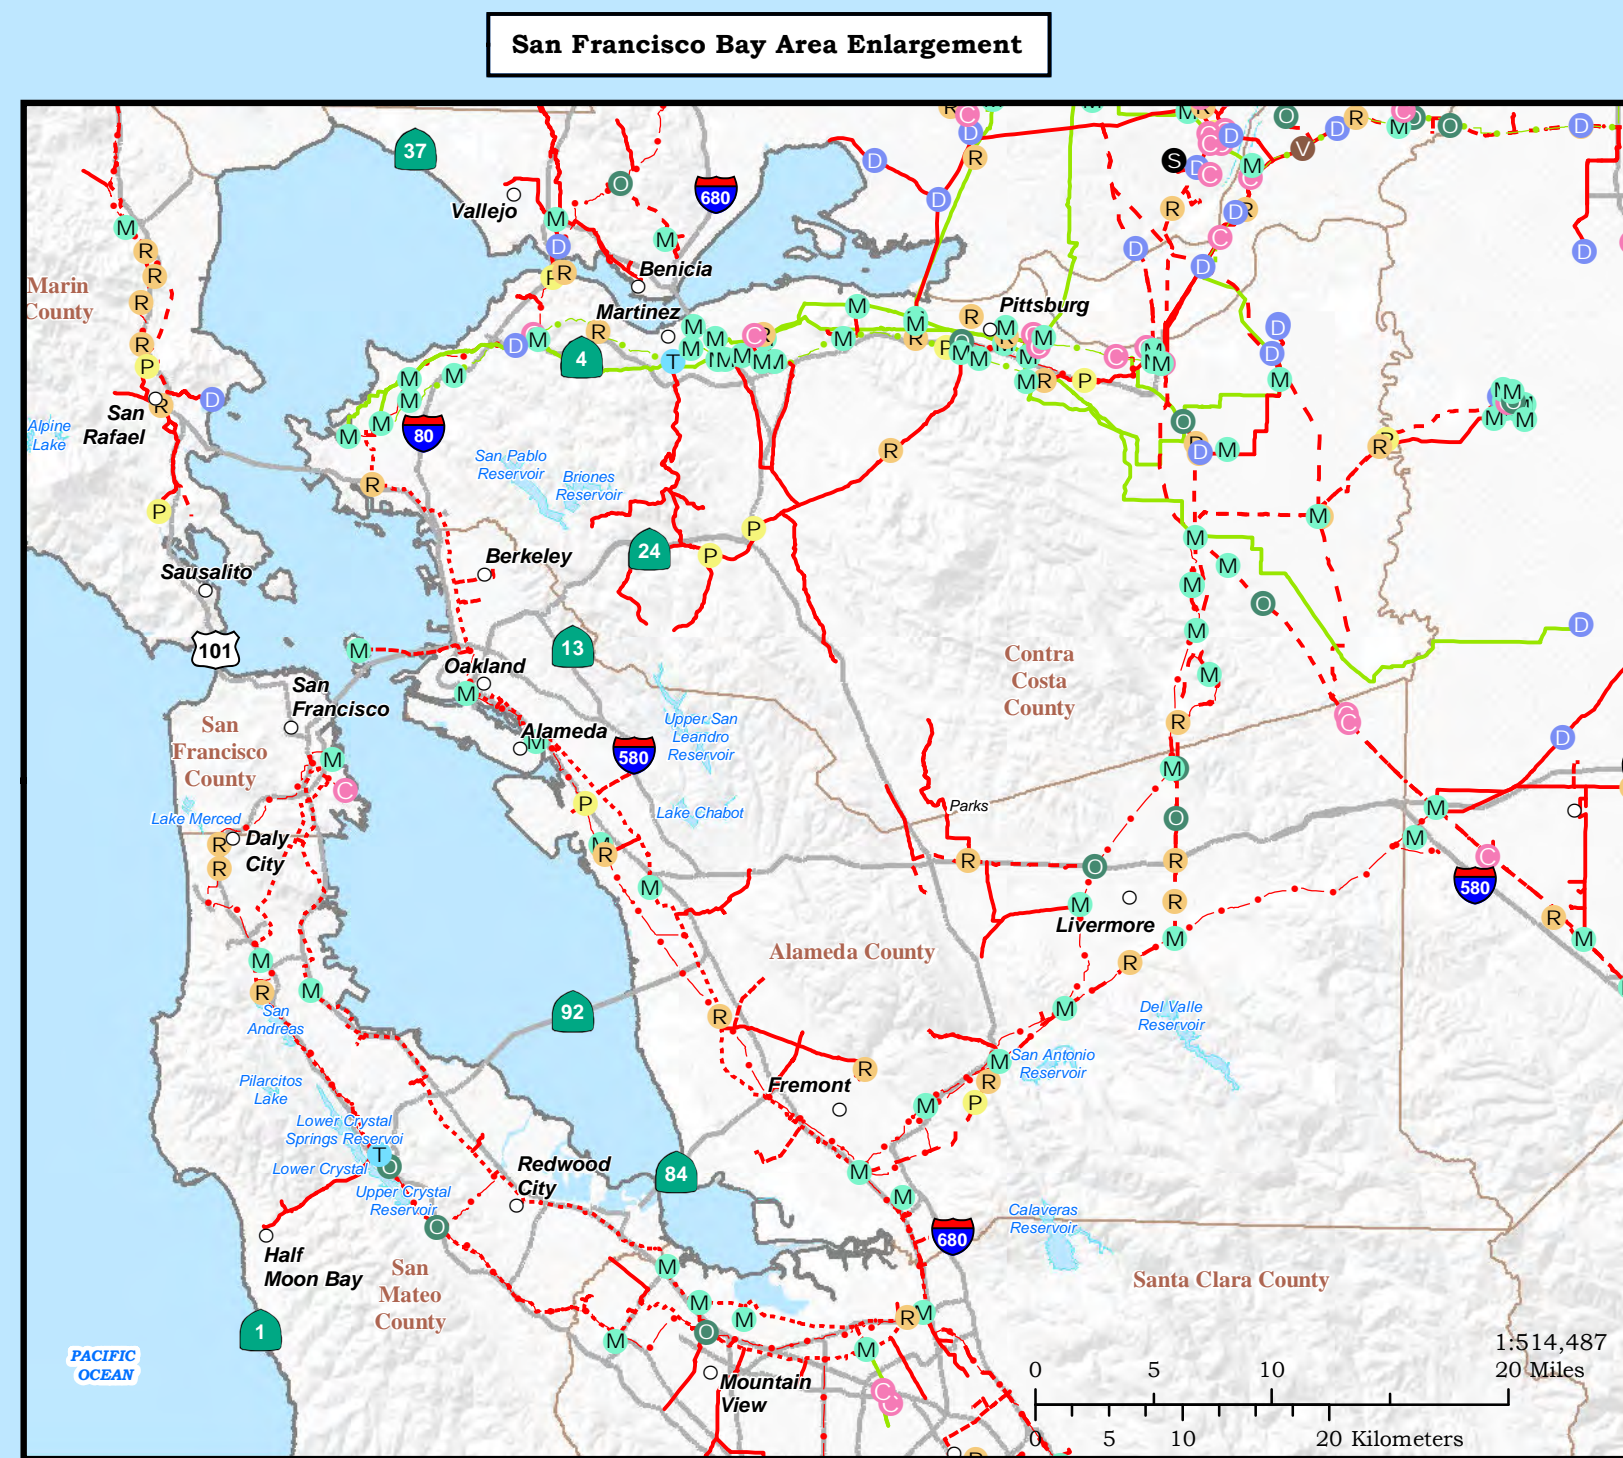 San Francisco Bay Area Enlargement
37
680
Vallejo
Benicia
Marin
County
Martinez
Pittsburg
4
San
Rafael
Alpine
Lake
80
San Pablo
Reservoir
Briones
Reservoir
24
Berkeley
Sausalito
101
13
Oakland
Contra
Costa
County
San
Francisco
San
Francisco
County
Alameda
Upper San
Leandro
Reservoir
580
Lake Chabot
Parks
Lake Merced
Daly
City
580
Livermore
Alameda County
San
Andreas
92
Del Valle
Reservoir
San Antonio
Reservoir
Pilarcitos
Lake
Fremont
Lower Crystal
Springs Reservoi
Lower Crystal
Upper Crystal
Reservoir
Redwood
City
84
Calaveras
Reservoir
680
Half
Moon Bay
San
Mateo
County
Santa Clara County
1
PACIFIC
OCEAN
Mountain
View
1:514,487
0 5 10 20 Miles
0 5 10 20 Kilometers